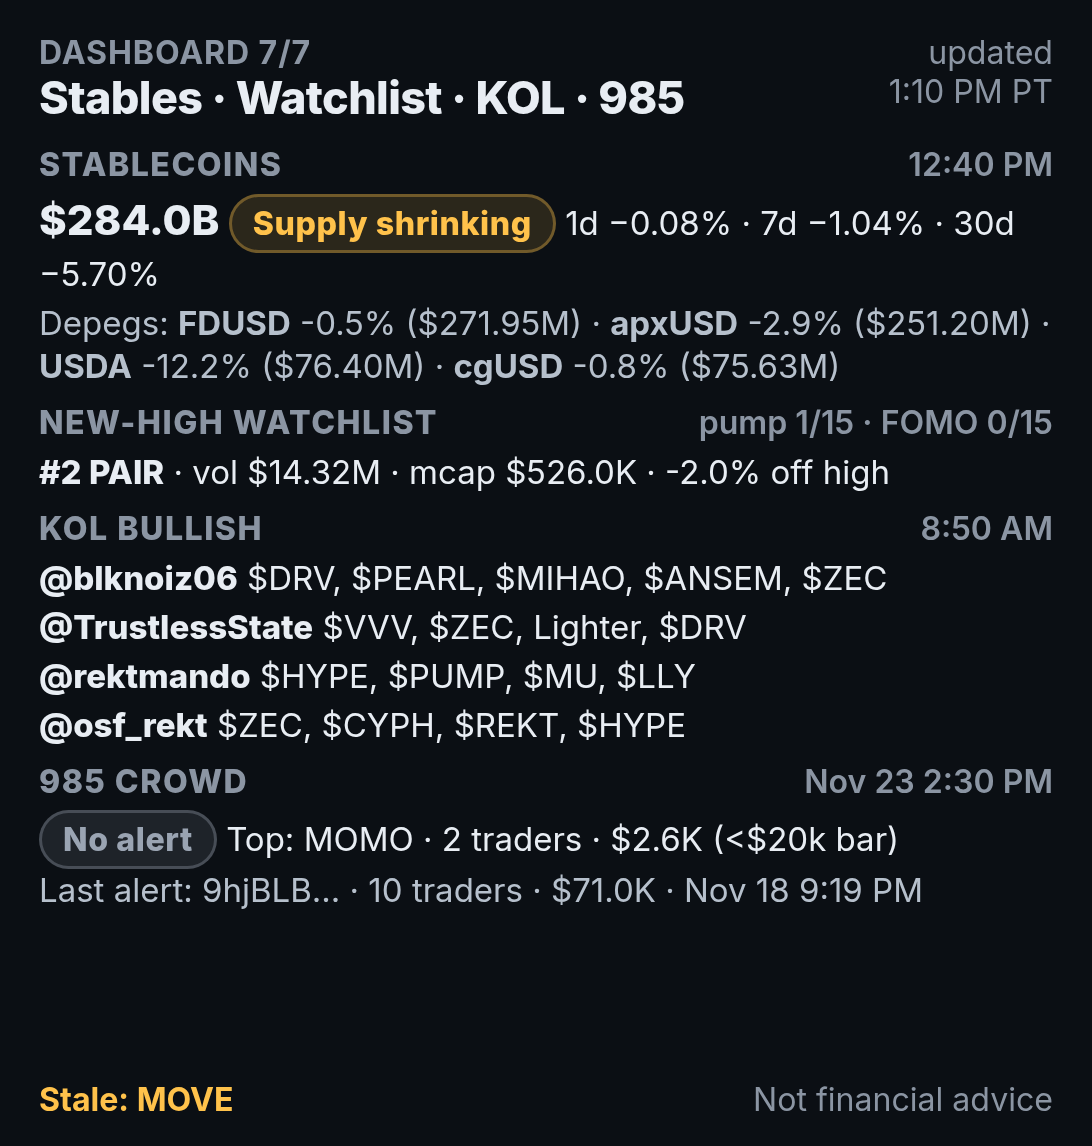 DASHBOARD 7/7
updated
1:10 PM PT
Stables · Watchlist · KOL · 985
STABLECOINS
12:40 PM
$284.0B Supply shrinking 1d −0.08% · 7d −1.04% · 30d
−5.70%
Depegs: FDUSD -0.5% ($271.95M) · apxUSD -2.9% ($251.20M) ·
USDA -12.2% ($76.40M) · cgUSD -0.8% ($75.63M)
NEW-HIGH WATCHLIST
pump 1/15 · FOMO 0/15
#2 PAIR · vol $14.32M · mcap $526.0K · -2.0% off high
KOL BULLISH
8:50 AM
@blknoiz06 $DRV, $PEARL, $MIHAO, $ANSEM, $ZEC
@TrustlessState $VVV, $ZEC, Lighter, $DRV
@rektmando $HYPE, $PUMP, $MU, $LLY
@osf_rekt $ZEC, $CYPH, $REKT, $HYPE
985 CROWD
Nov 23 2:30 PM
No alert Top: MOMO · 2 traders · $2.6K (<$20k bar)
Last alert: 9hjBLB... · 10 traders · $71.0K · Nov 18 9:19 PM
Stale: MOVE
Not financial advice